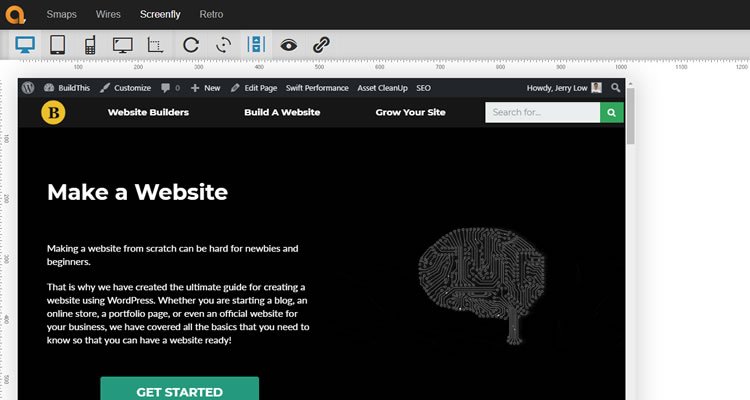 Smaps Wires Screenfly Retro
100 200 300 400 500 600 700 800 900 1000 1100 1200
BuildThis Customize 0 New Edit Page Swift Performance Asset CleanUp SEO Howdy, Jerry Low
B Website Builders Build A Website Grow Your Site Search for...
100
Make a Website
200
Making a website from scratch can be hard for newbies and
beginners.
That is why we have created the ultimate guide for creating a
300
website using WordPress. Whether you are starting a blog, an
online store, a portfolio page, or even an official website for
400
your business, we have covered all the basics that you need to
know so that you can have a website ready!
500
GET STARTED